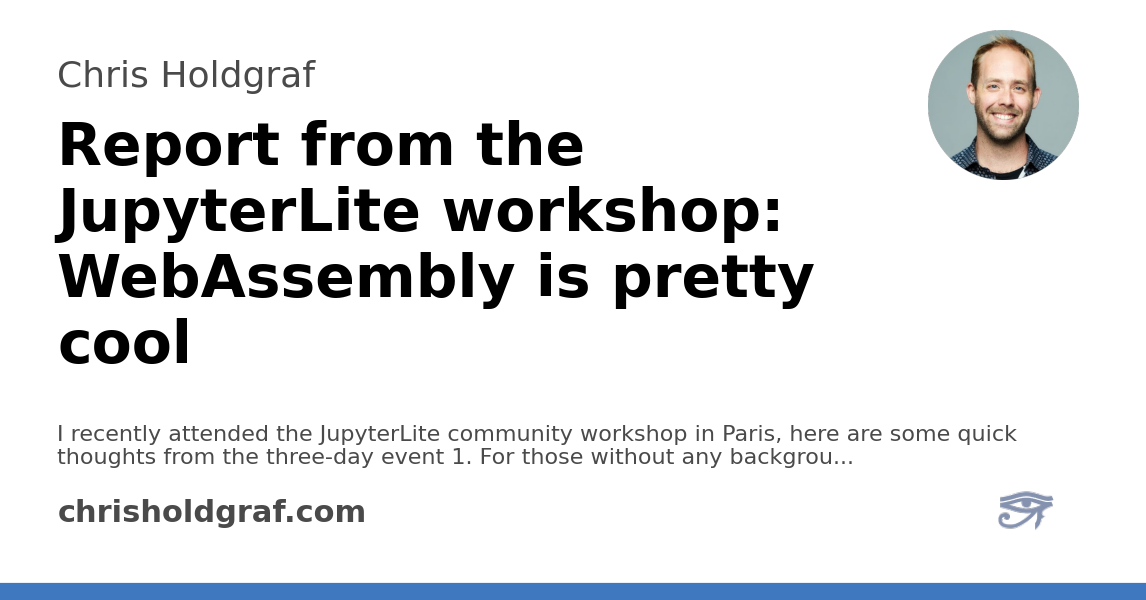 Chris Holdgraf
Report from the
JupyterLite workshop:
WebAssembly is pretty
cool
I recently attended the JupyterLite community workshop in Paris, here are some quick
thoughts from the three-day event 1. For those without any backgrou...
chrisholdgraf.com